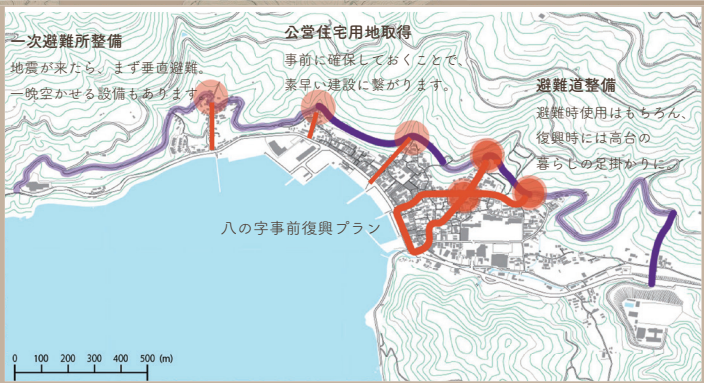 一次避難所整備
地震が来たら、まず垂直避難。
一晩空かせる設備もあります
公営住宅用地取得
事前に確保しておくことで、
素早い建設に繋がります。
避難道整備
避難時使用はもちろん、
復興時には高台の
暮らしの足掛かりに。
八の字事前復興プラン
0 100 200 300 400 500 (m)